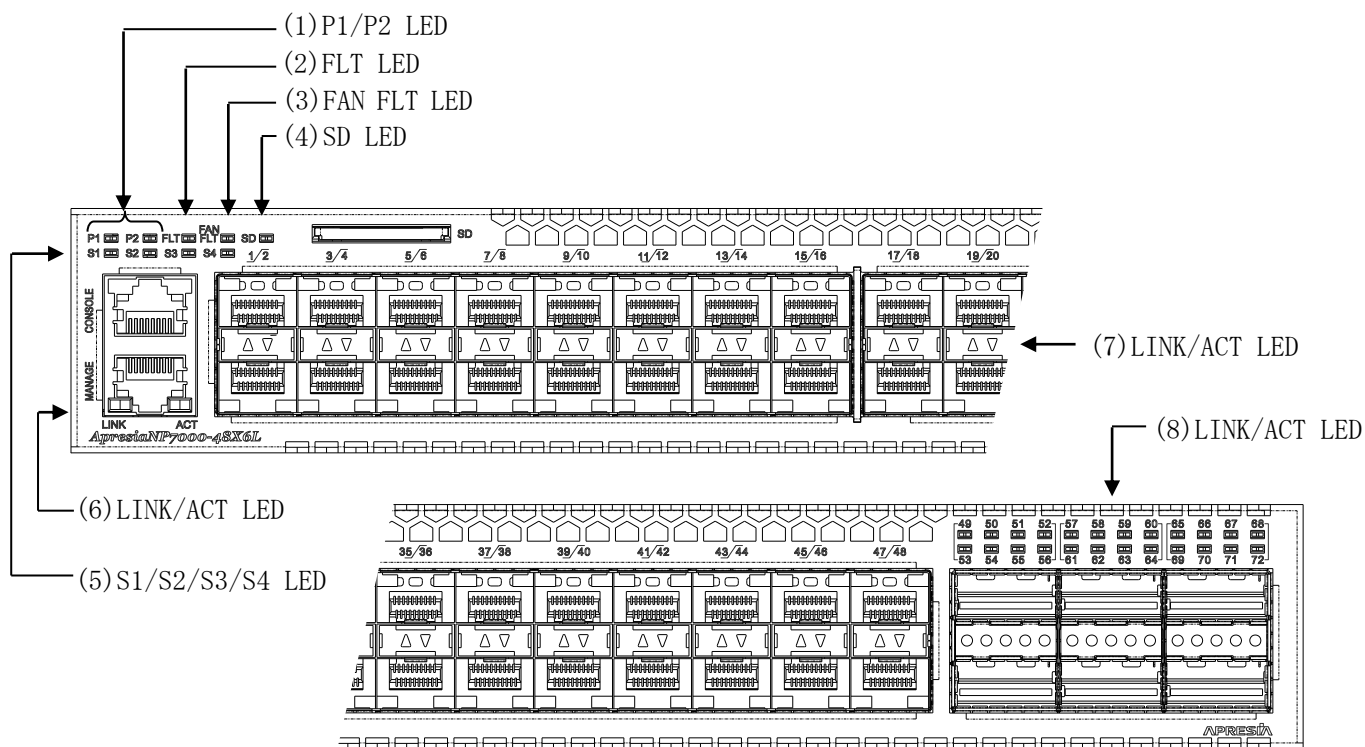 (1)P1/P2 LED
(2)FLT LED
(3)FAN FLT LED
(4)SD LED
P1 P2 FLT FAN FLT SD
S1 S2 S3 S4
SD
1/2 3/4 5/6 7/8 9/10 11/12 13/14 15/16 17/18 19/20
CONSOLE
MANAGE
LINK ACT
ApresiaNP7000-48X6L
(7)LINK/ACT LED
(8)LINK/ACT LED
(6)LINK/ACT LED
(5)S1/S2/S3/S4 LED
35/36 37/38 39/40 41/42 43/44 45/46 47/48
49 50 51 52 57 58 59 60 65 66 67 68
53 54 55 56 61 62 63 64 69 70 71 72
APRESIA